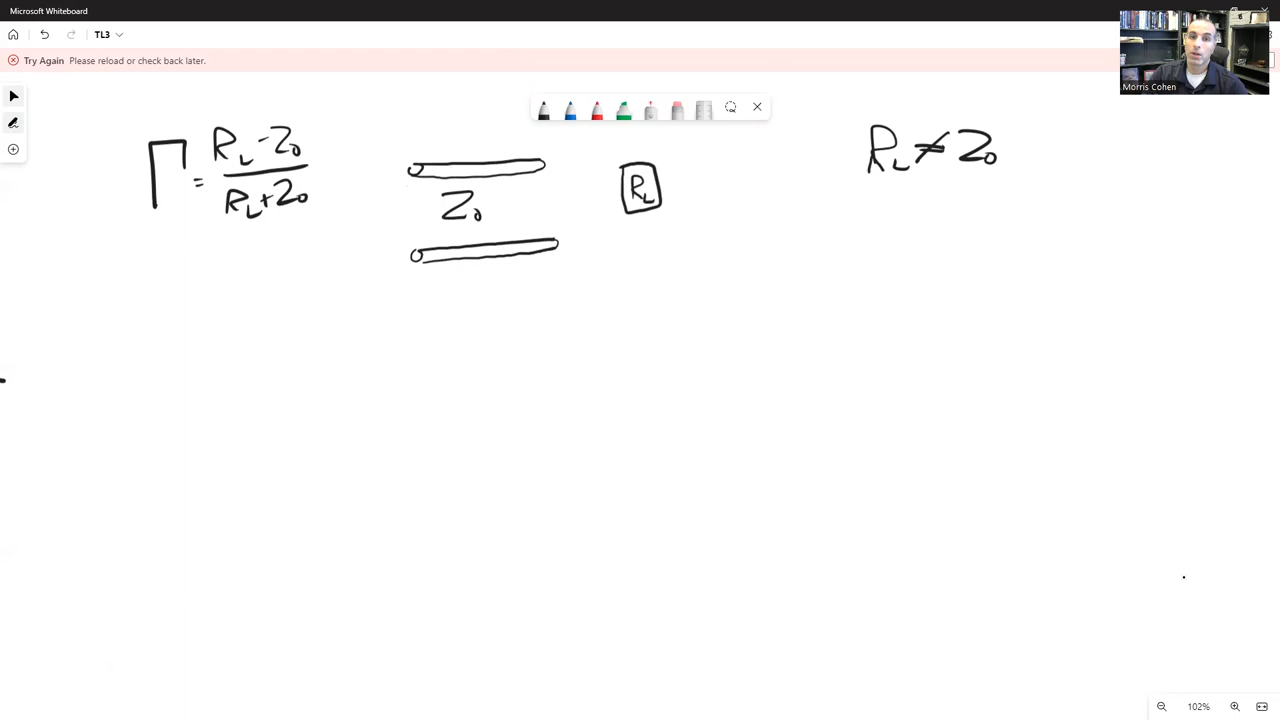 Microsoft Whiteboard
TL3
Try Again Please reload or check back later.
Morris Cohen
Γ = (R_L - Z_0) / (R_L + Z_0)
Z_0
R_L
R_L ≠ Z_0
102%